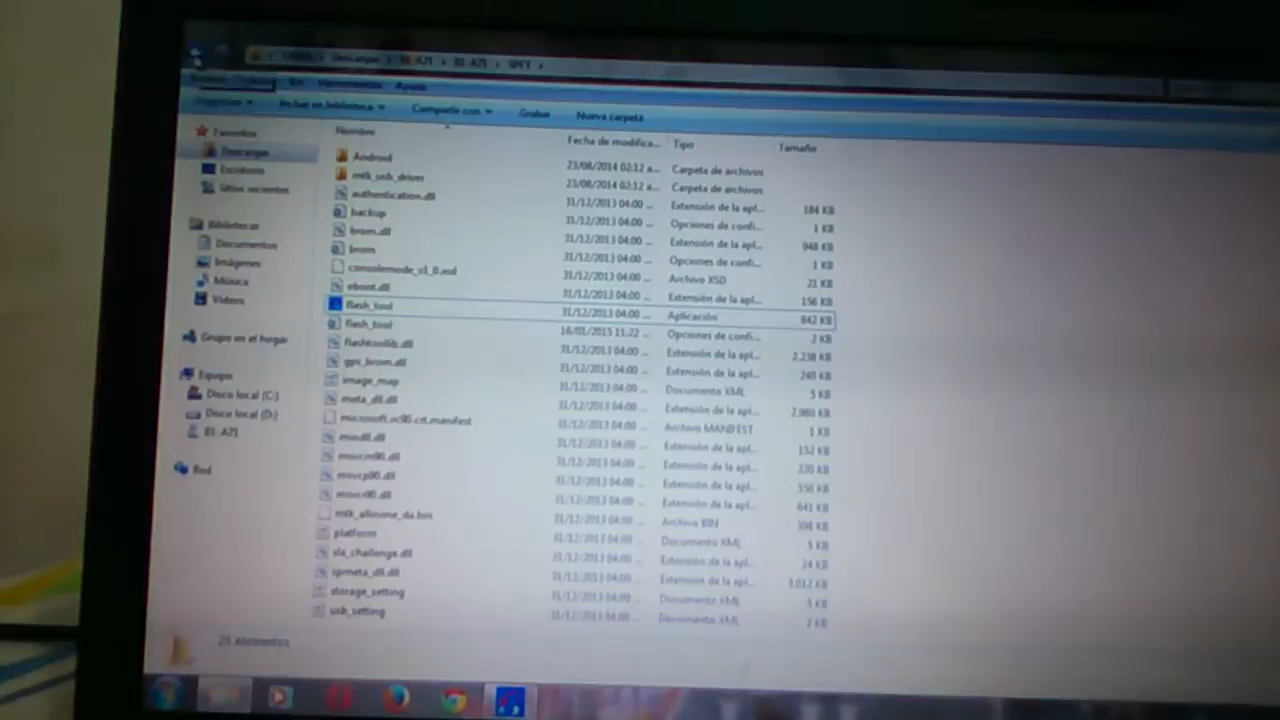 Descargas
Ayuda
Incluir en biblioteca Compartir con Grabar Nueva carpeta
Nombre Fecha de modifica... Tipo Tamaño
Favoritos
Descargas
Escritorio
Sitios recientes
Bibliotecas
Documentos
Imágenes
Música
Videos
Grupo en el hogar
Equipo
Disco local (C:)
Disco local (D:)
Red
Android 23/08/2014 02:12 a... Carpeta de archivos
mtk_usb_driver 23/08/2014 02:12 a... Carpeta de archivos
authentication.dll 31/12/2013 04:00 ... Extensión de la apl... 184 KB
backup 31/12/2013 04:00 ... Opciones de confi... 1 KB
brom.dll 31/12/2013 04:00 ... Extensión de la apl... 948 KB
brom 31/12/2013 04:00 ... Opciones de confi... 1 KB
31/12/2013 04:00 ... Archivo XSD 21 KB
eboot.dll 31/12/2013 04:00 ... Extensión de la apl... 156 KB
flash_tool 31/12/2013 04:00 ... Aplicación 642 KB
flash_tool 16/01/2015 11:22 ... Opciones de confi... 2 KB
flashtoollib.dll 31/12/2013 04:00 ... Extensión de la apl... 2,238 KB
gps_brom.dll 31/12/2013 04:00 ... Extensión de la apl... 240 KB
image_map 31/12/2013 04:00 ... Documento XML 5 KB
meta_dll.dll 31/12/2013 04:00 ... Extensión de la apl... 2,980 KB
microsoft.vc90.crt.manifest 31/12/2013 04:00 ... Archivo MANIFEST 1 KB
31/12/2013 04:00 ... Extensión de la apl... 152 KB
msvcm90.dll 31/12/2013 04:00 ... Extensión de la apl... 220 KB
msvcp90.dll 31/12/2013 04:00 ... Extensión de la apl... 556 KB
msvcr90.dll 31/12/2013 04:00 ... Extensión de la apl... 641 KB
mtk_allinone_da.bin 31/12/2013 04:00 ... Archivo BIN
platform 31/12/2013 04:00 ... Documento XML 5 KB
sla_challenge.dll 31/12/2013 04:00 ... Extensión de la apl... 24 KB
spmeta_dll.dll 31/12/2013 04:00 ... Extensión de la apl... 1,012 KB
storage_setting 31/12/2013 04:00 ... Documento XML 5 KB
usb_setting 31/12/2013 04:00 ... Documento XML 2 KB
elementos